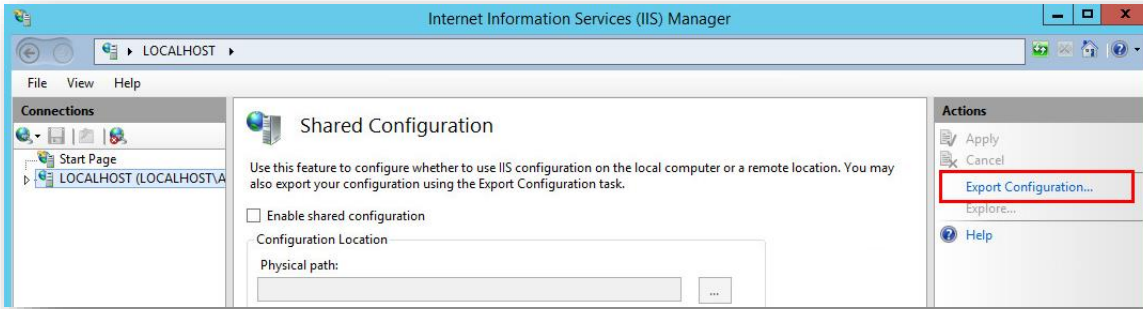 Internet Information Services (IIS) Manager
LOCALHOST
File View Help
Connections
Start Page
LOCALHOST (LOCALHOST\A
Shared Configuration
Use this feature to configure whether to use IIS configuration on the local computer or a remote location. You may
also export your configuration using the Export Configuration task.
Enable shared configuration
Configuration Location
Physical path:
...
Actions
Apply
Cancel
Export Configuration...
Explore...
Help